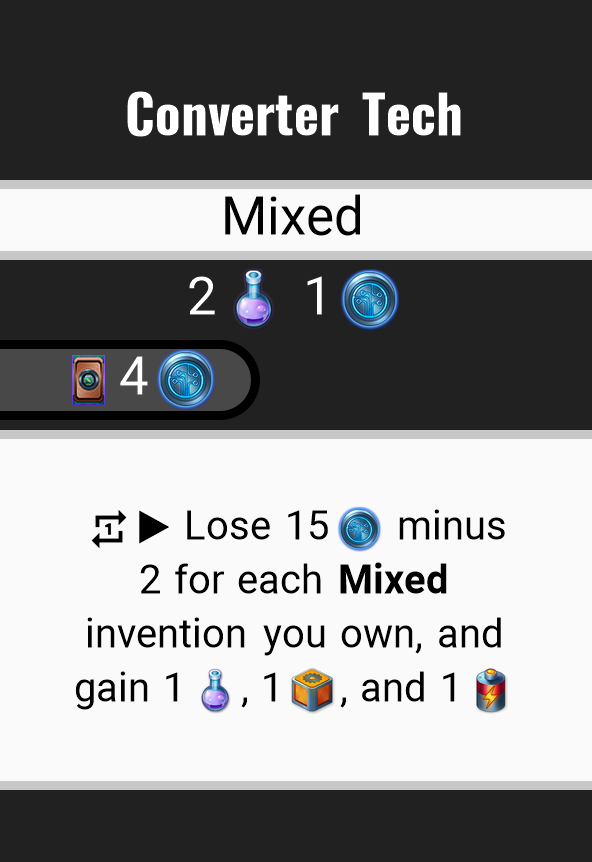 Converter Tech
Mixed
2 1
4
1 Lose 15 minus
2 for each Mixed
invention you own, and
gain 1 , 1 , and 1